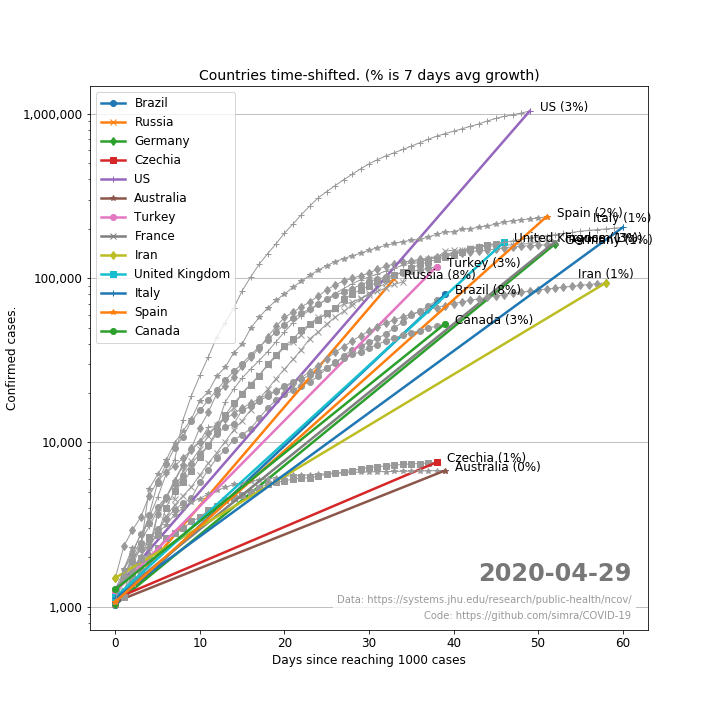 Countries time-shifted. (% is 7 days avg growth)
Confirmed cases.
1,000,000
100,000
10,000
1,000
Brazil
Russia
Germany
Czechia
US
Australia
Turkey
France
Iran
United Kingdom
Italy
Spain
Canada
US (3%)
Spain (2%)
Italy (1%)
United Kingdom
Germany (1%)
Turkey (3%)
Russia (8%)
Iran (1%)
Brazil (8%)
Canada (3%)
Czechia (1%)
Australia (0%)
2020-04-29
Data: https://systems.jhu.edu/research/public-health/ncov/
Code: https://github.com/simra/COVID-19
0 10 20 30 40 50 60
Days since reaching 1000 cases